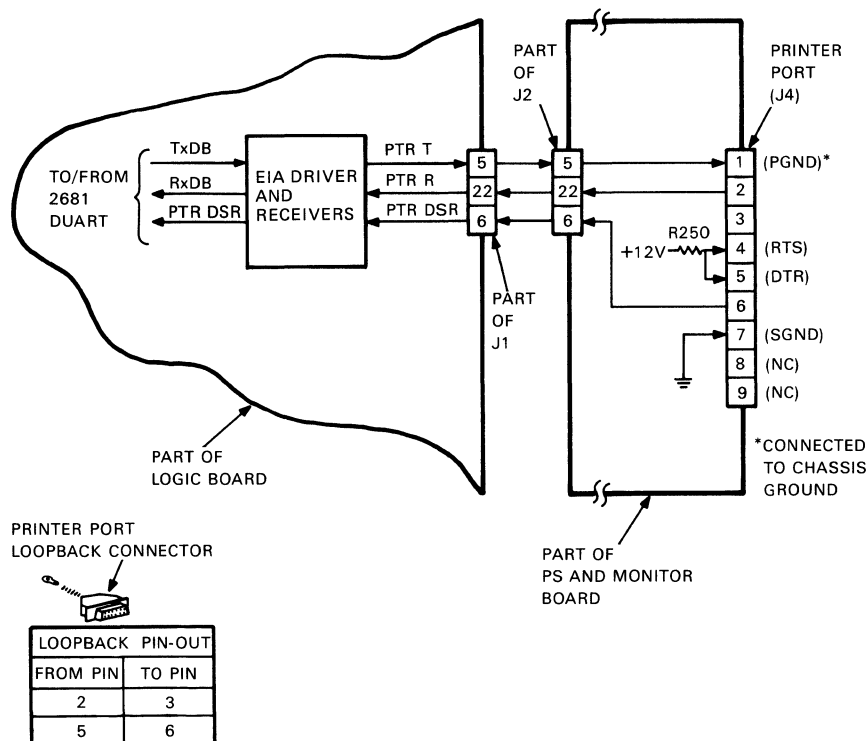 PART
OF
J2
PRINTER
PORT
(J4)
TO/FROM
2681
DUART
TxDB
RxDB
PTR DSR
EIA DRIVER
AND
RECEIVERS
PTR T
PTR R
PTR DSR
5
22
6
5
22
6
R250
+12V
1 (PGND)*
2
3
4 (RTS)
5 (DTR)
6
7 (SGND)
8 (NC)
9 (NC)
PART
OF
J1
PART OF
LOGIC BOARD
*CONNECTED
TO CHASSIS
GROUND
PART OF
PS AND MONITOR
BOARD
PRINTER PORT
LOOPBACK CONNECTOR
LOOPBACK PIN-OUT
FROM PIN TO PIN
2 3
5 6